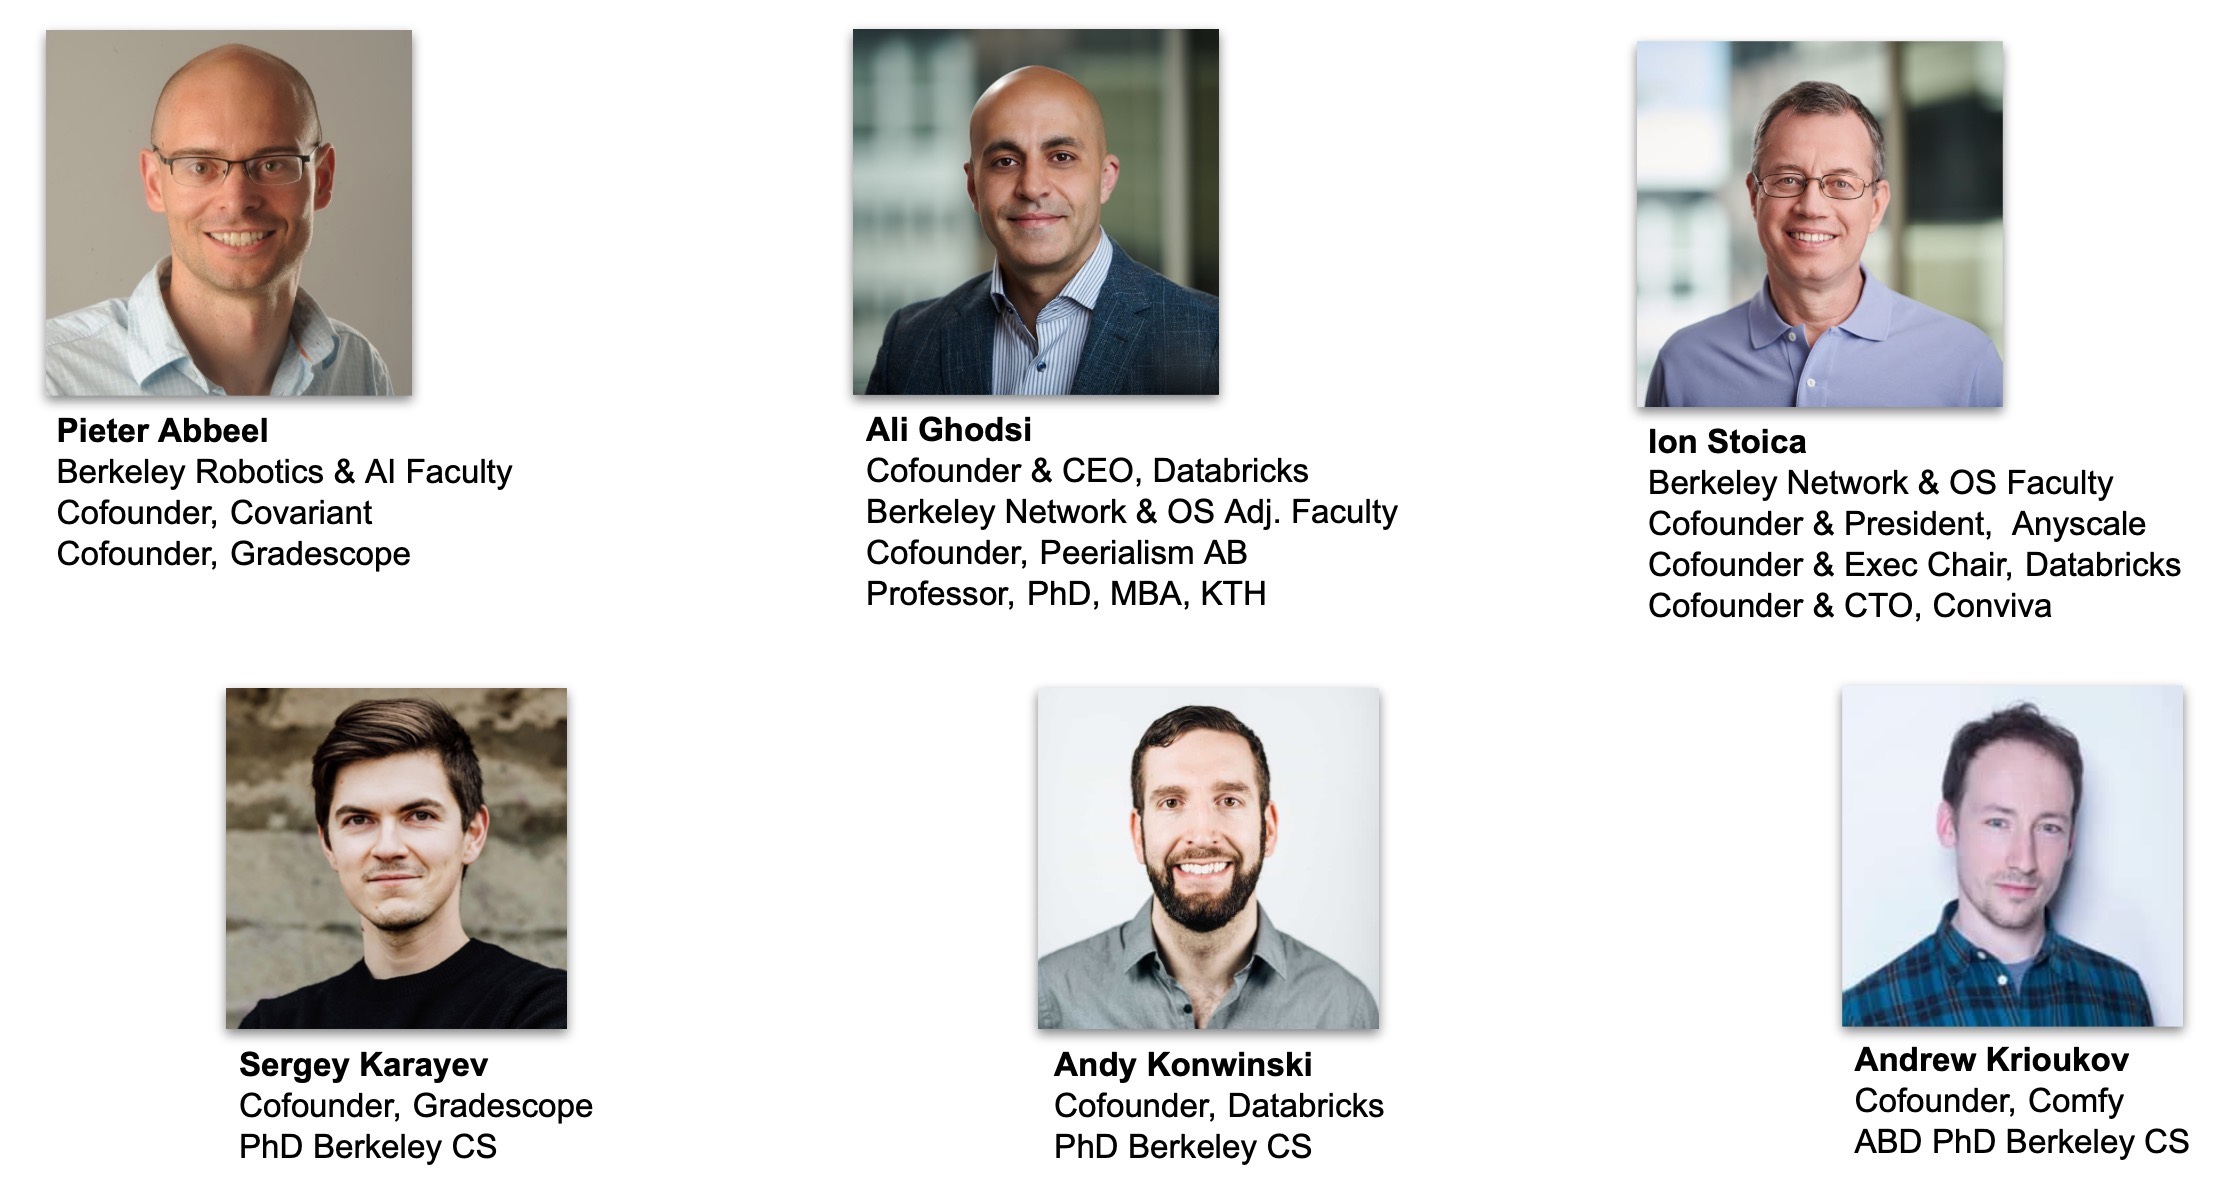 Pieter Abbeel
Berkeley Robotics & AI Faculty
Cofounder, Covariant
Cofounder, Gradescope
Ali Ghodsi
Cofounder & CEO, Databricks
Berkeley Network & OS Adj. Faculty
Cofounder, Peerialism AB
Professor, PhD, MBA, KTH
Ion Stoica
Berkeley Network & OS Faculty
Cofounder & President,  Anyscale
Cofounder & Exec Chair, Databricks
Cofounder & CTO, Conviva
Sergey Karayev
Cofounder, Gradescope
PhD Berkeley CS
Andy Konwinski
Cofounder, Databricks
PhD Berkeley CS
Andrew Krioukov
Cofounder, Comfy
ABD PhD Berkeley CS